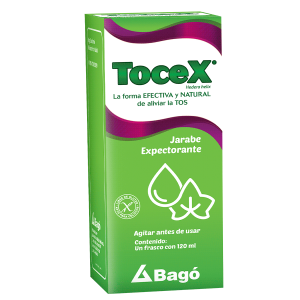 TOCEX®
Hedera helix
La forma EFECTIVA y NATURAL
de aliviar la TOS
Jarabe
Expectorante
Agitar antes de usar
Contenido:
Un frasco con 120 ml
Bagó